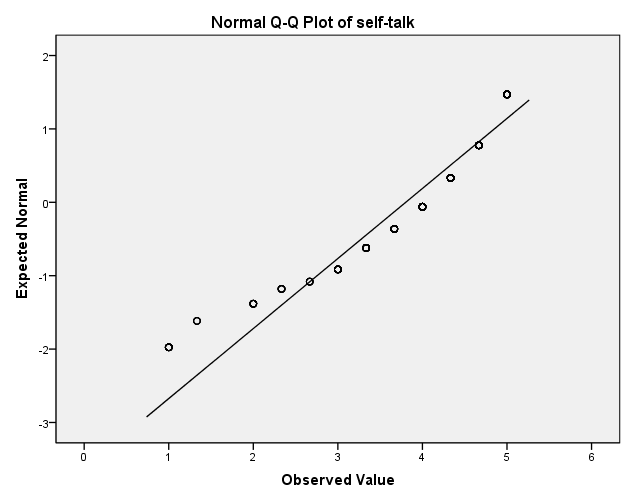 Normal Q-Q Plot of self-talk
2
1
0
-1
-2
-3
Expected Normal
0 1 2 3 4 5 6
Observed Value